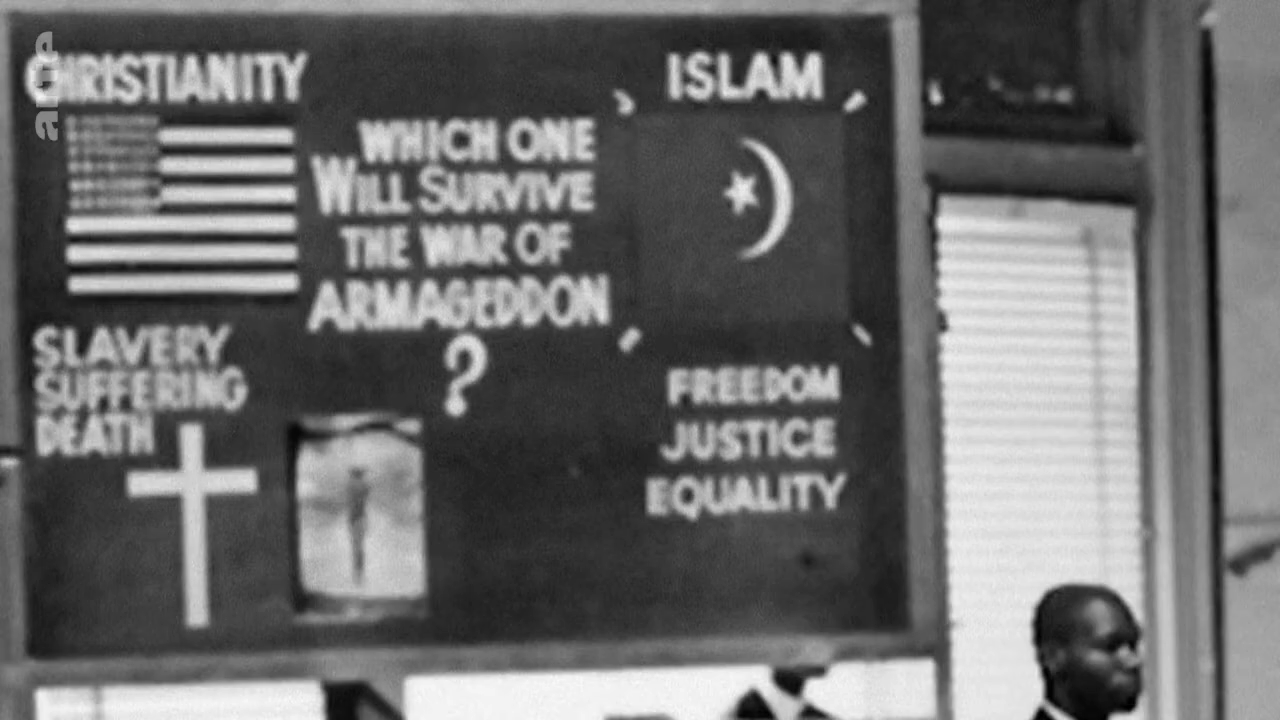 arte
CHRISTIANITY
WHICH ONE
WILL SURVIVE
THE WAR OF
ARMAGEDDON
?
SLAVERY
SUFFERING
DEATH
ISLAM
FREEDOM
JUSTICE
EQUALITY